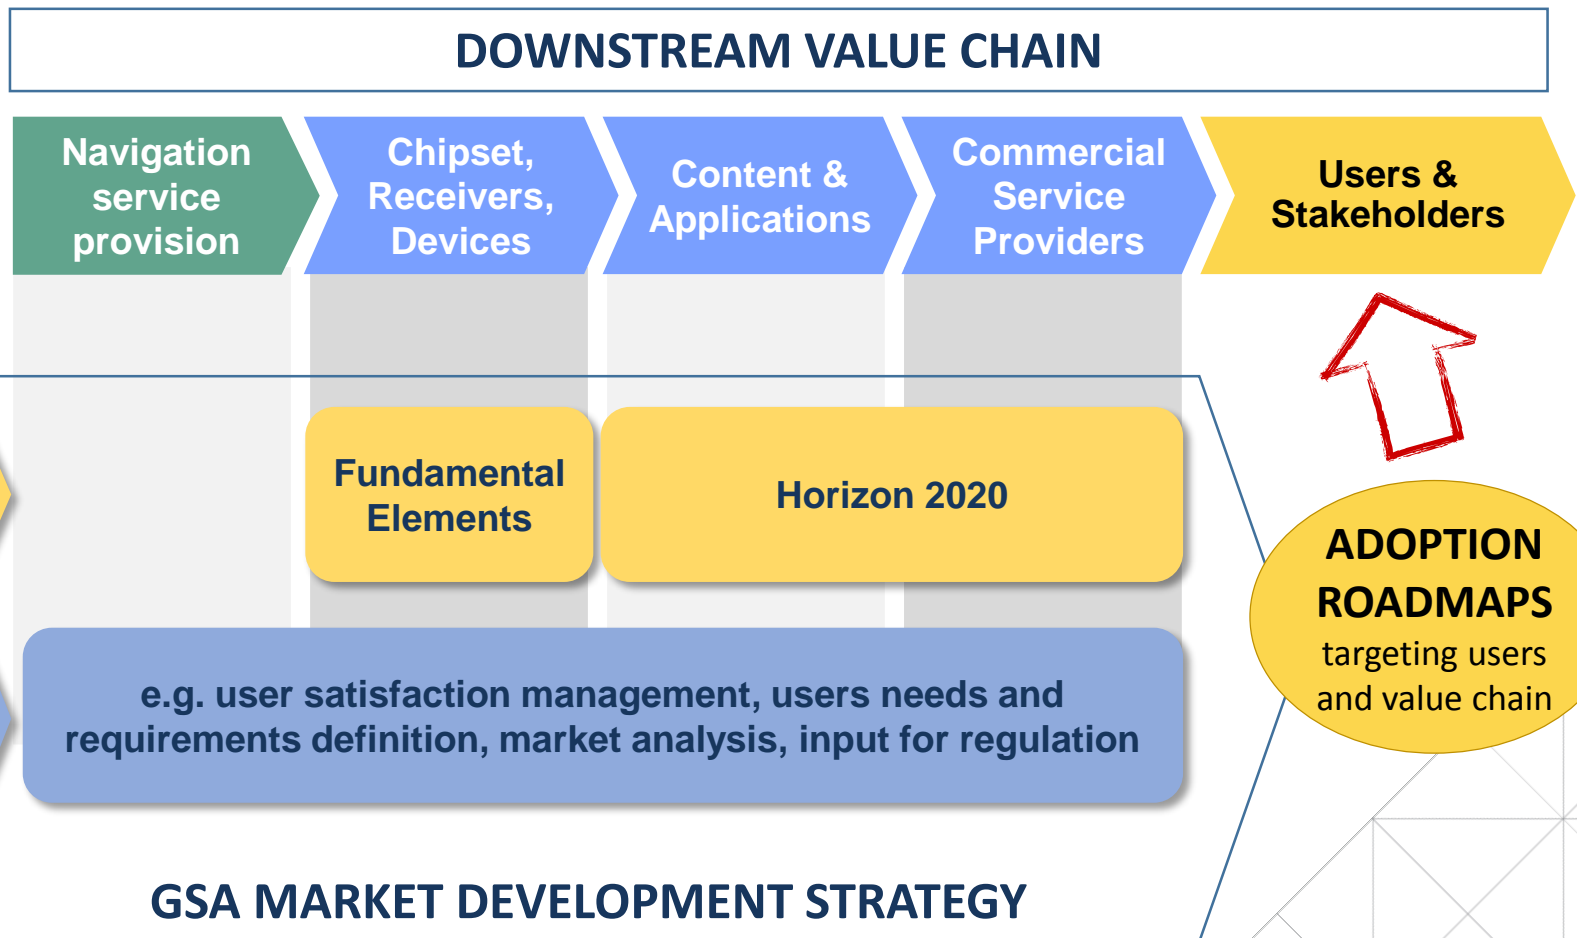 DOWNSTREAM VALUE CHAIN
Navigation
service
provision
Chipset,
Receivers,
Devices
Content &
Applications
Commercial
Service
Providers
Users &
Stakeholders
Fundamental
Elements
Horizon 2020
ADOPTION
ROADMAPS
targeting users
and value chain
e.g. user satisfaction management, users needs and
requirements definition, market analysis, input for regulation
GSA MARKET DEVELOPMENT STRATEGY